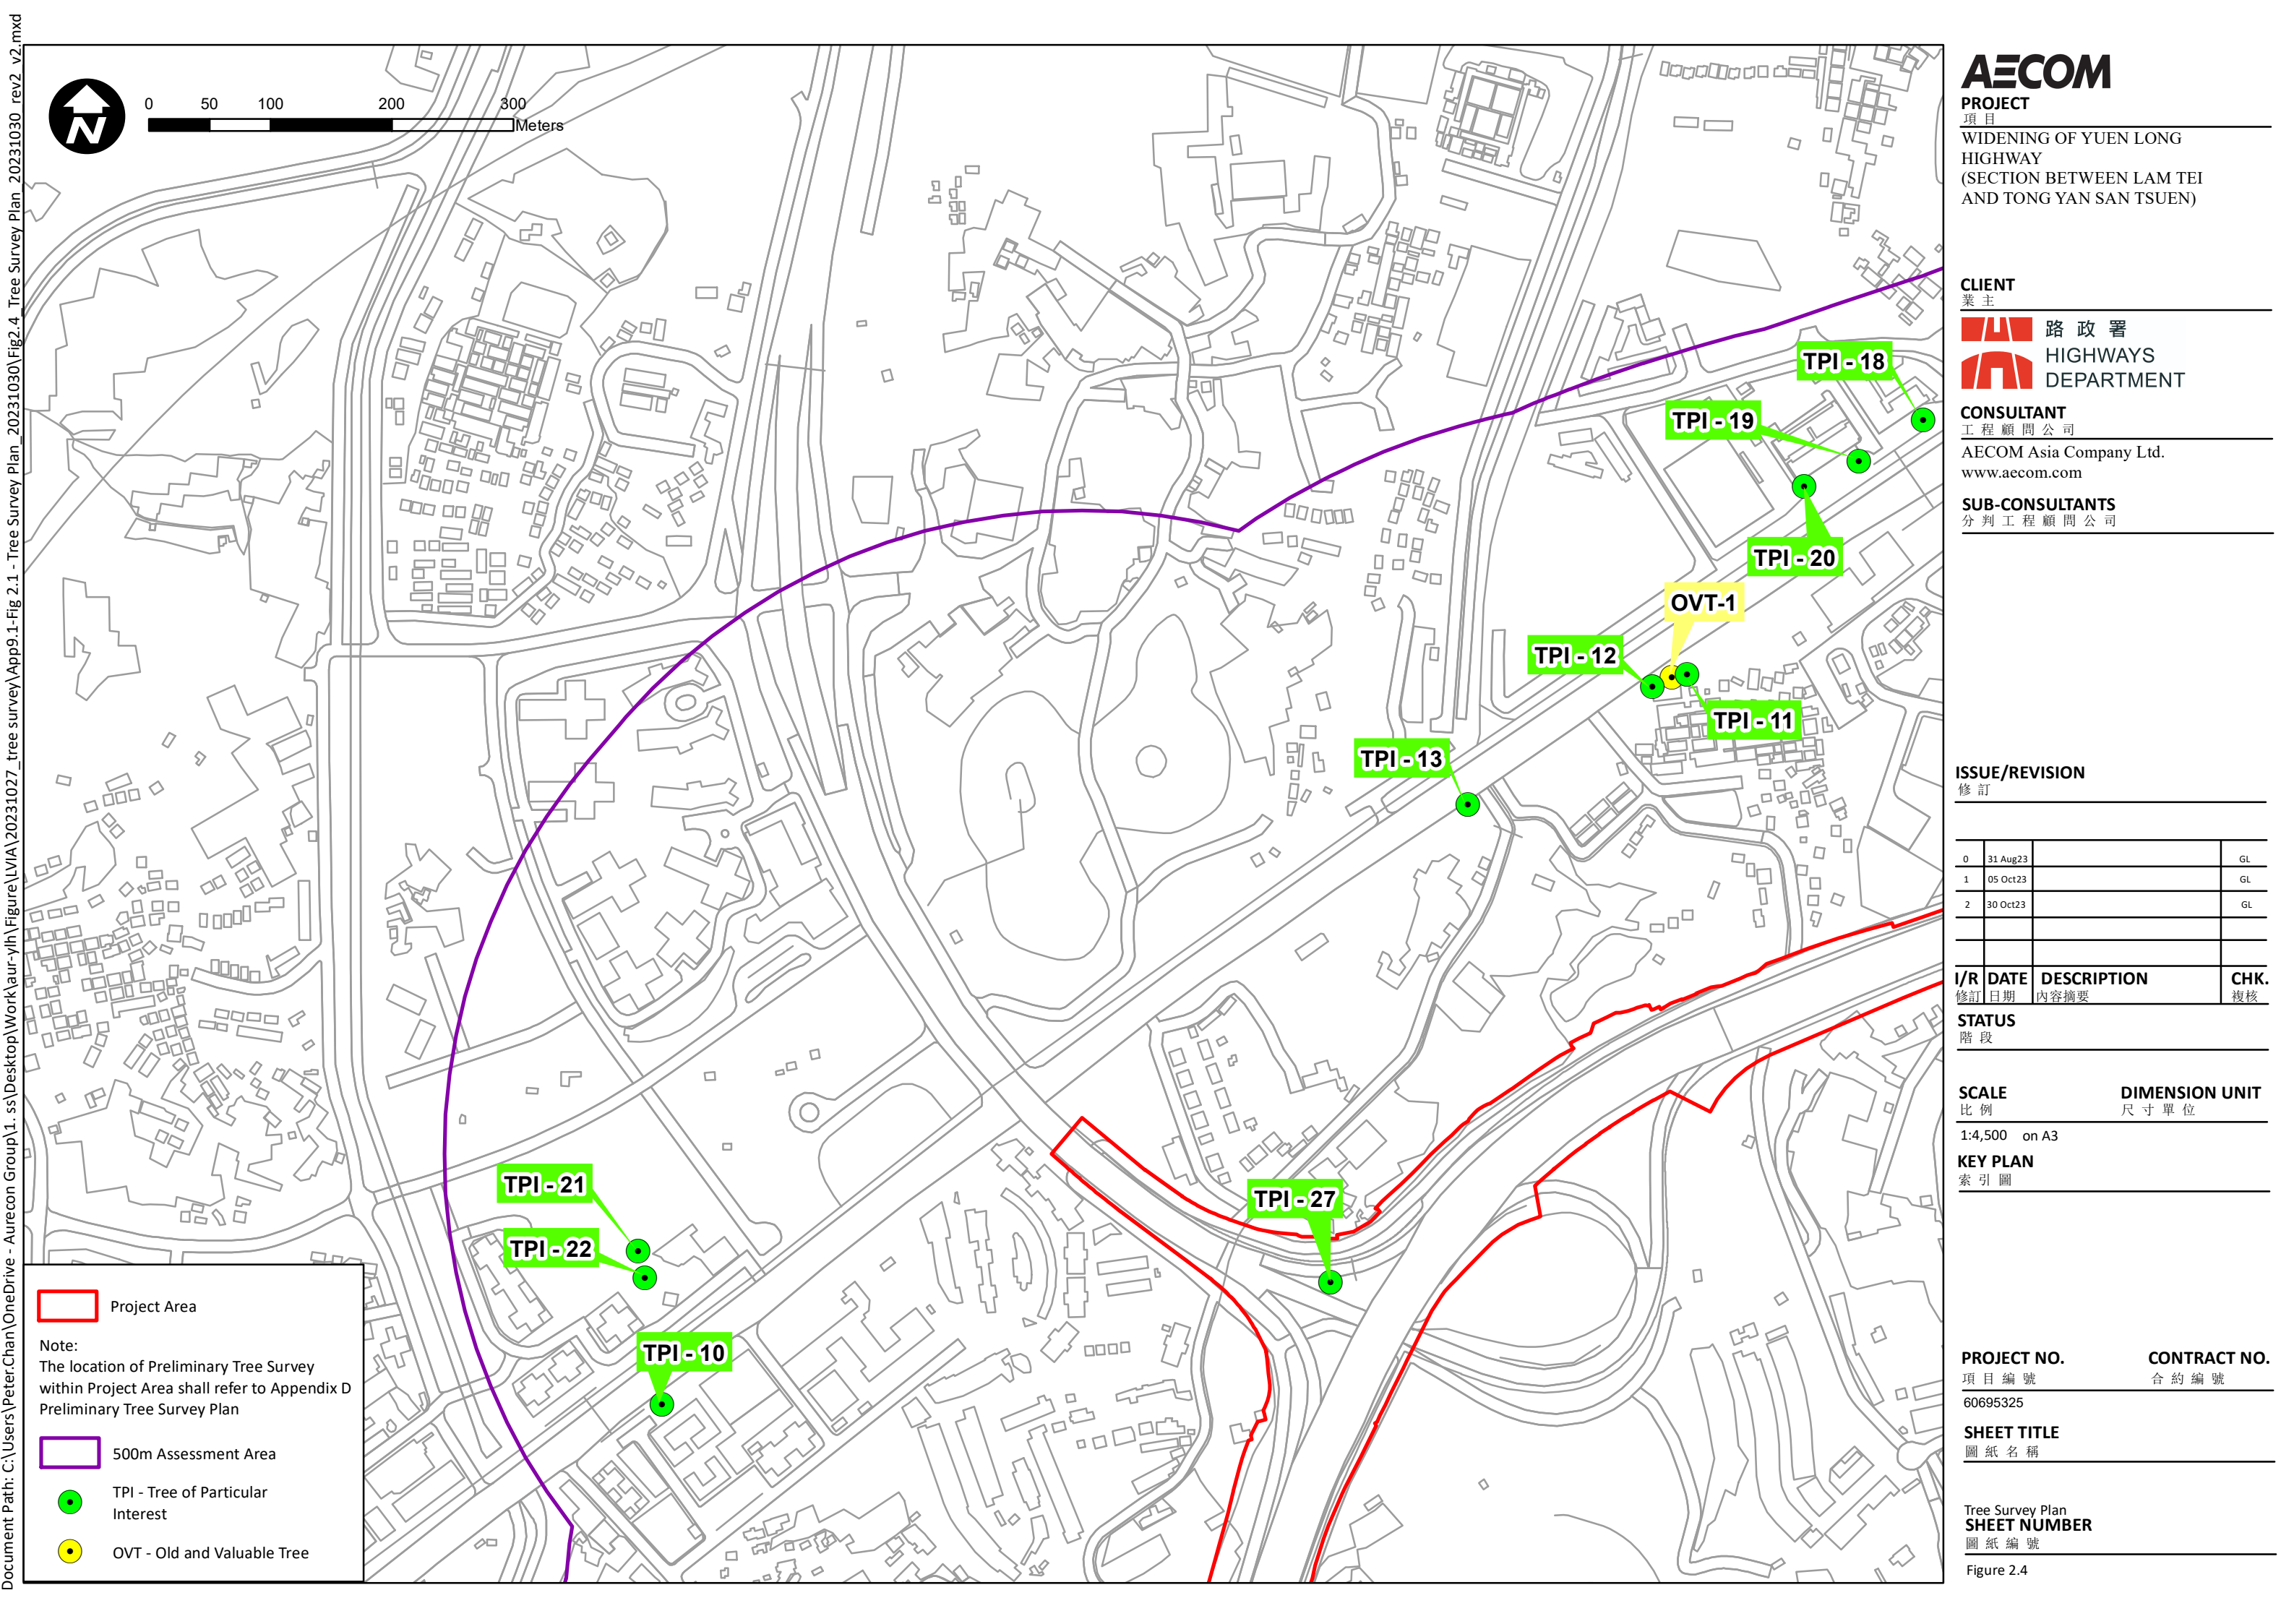 Document Path: C:\Users\Peter.Chan\OneDrive - Aurecon Group\1. ss\Desktop\Work\aur-ylh\Figure\LVIA\20231027_tree survey\App9.1-Fig 2.1 - Tree Survey Plan_20231030\Fig2.4_Tree Survey Plan_20231030_rev2_v2.mxd
N
0 50 100 200 300
Meters
TPI - 18
TPI - 19
TPI - 20
OVT-1
TPI - 12
TPI - 11
TPI - 13
TPI - 21
TPI - 27
TPI - 22
TPI - 10
Project Area
Note:
The location of Preliminary Tree Survey
within Project Area shall refer to Appendix D
Preliminary Tree Survey Plan
500m Assessment Area
TPI - Tree of Particular
Interest
OVT - Old and Valuable Tree
AECOM
PROJECT
項目
WIDENING OF YUEN LONG
HIGHWAY
(SECTION BETWEEN LAM TEI
AND TONG YAN SAN TSUEN)
CLIENT
業主
路政署
HIGHWAYS
DEPARTMENT
CONSULTANT
工程顧問公司
AECOM Asia Company Ltd.
www.aecom.com
SUB-CONSULTANTS
分判工程顧問公司
ISSUE/REVISION
修訂
0 31 Aug23 GL
1 05 Oct23 GL
2 30 Oct23 GL
I/R DATE DESCRIPTION CHK.
修訂 日期 內容摘要 複核
STATUS
階段
SCALE DIMENSION UNIT
比例 尺寸單位
1:4,500 on A3
KEY PLAN
索引圖
PROJECT NO. CONTRACT NO.
項目編號 合約編號
60695325
SHEET TITLE
圖紙名稱
Tree Survey Plan
SHEET NUMBER
圖紙編號
Figure 2.4